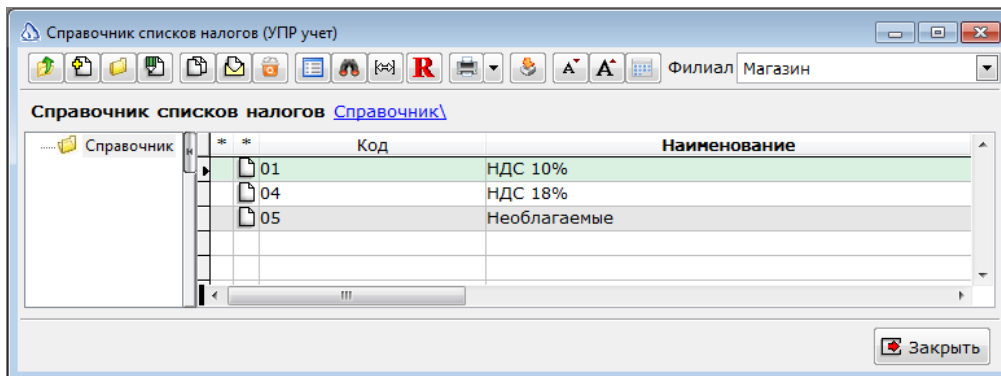 Справочник списков налогов (УПР учет)
R A A Филиал Магазин
Справочник списков налогов Справочник\
Справочник * * Код Наименование
01 НДС 10%
04 НДС 18%
05 Необлагаемые
Закрыть